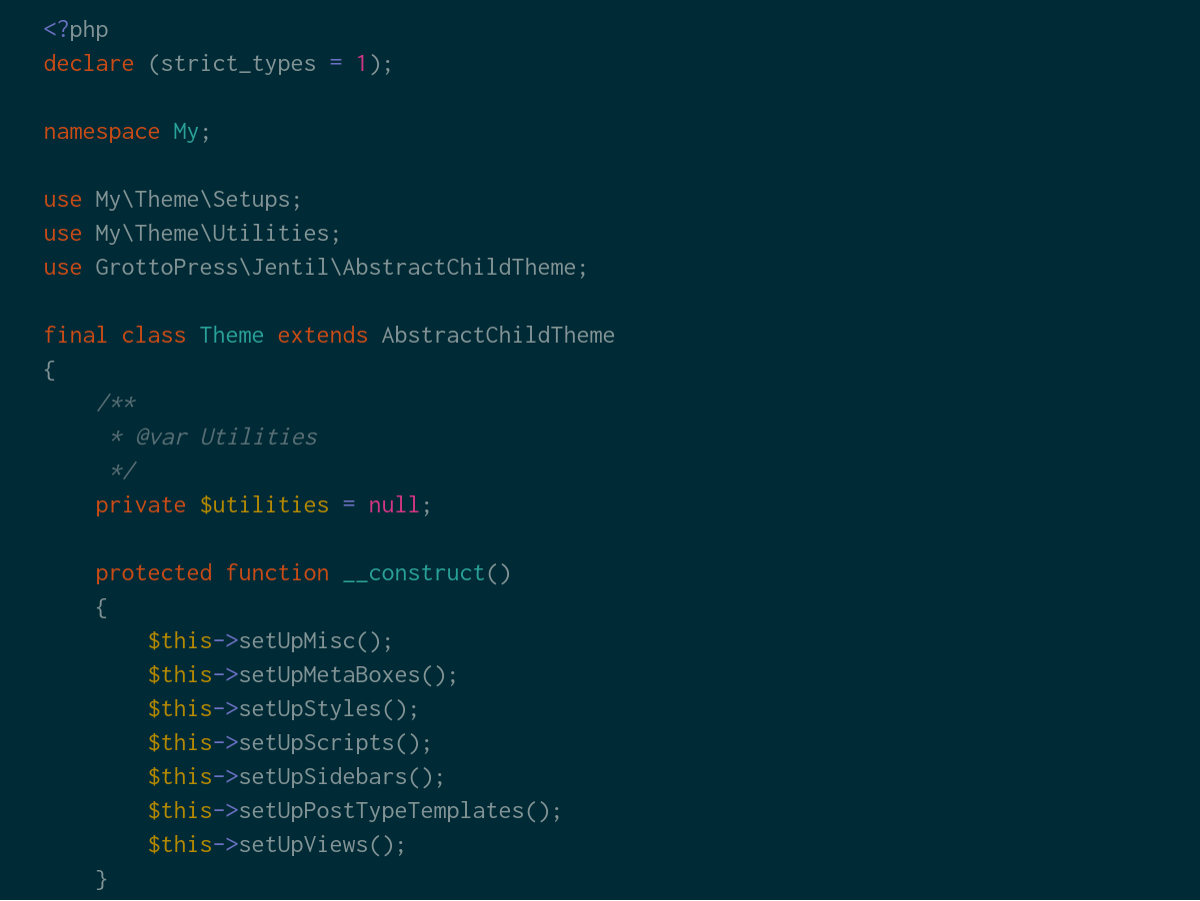 <?php
declare (strict_types = 1);
namespace My;
use My\Theme\Setups;
use My\Theme\Utilities;
use GrottoPress\Jentil\AbstractChildTheme;
final class Theme extends AbstractChildTheme
{
    /**
     * @var Utilities
     */
    private $utilities = null;
    protected function __construct()
    {
        $this->setUpMisc();
        $this->setUpMetaBoxes();
        $this->setUpStyles();
        $this->setUpScripts();
        $this->setUpSidebars();
        $this->setUpPostTypeTemplates();
        $this->setUpViews();
    }